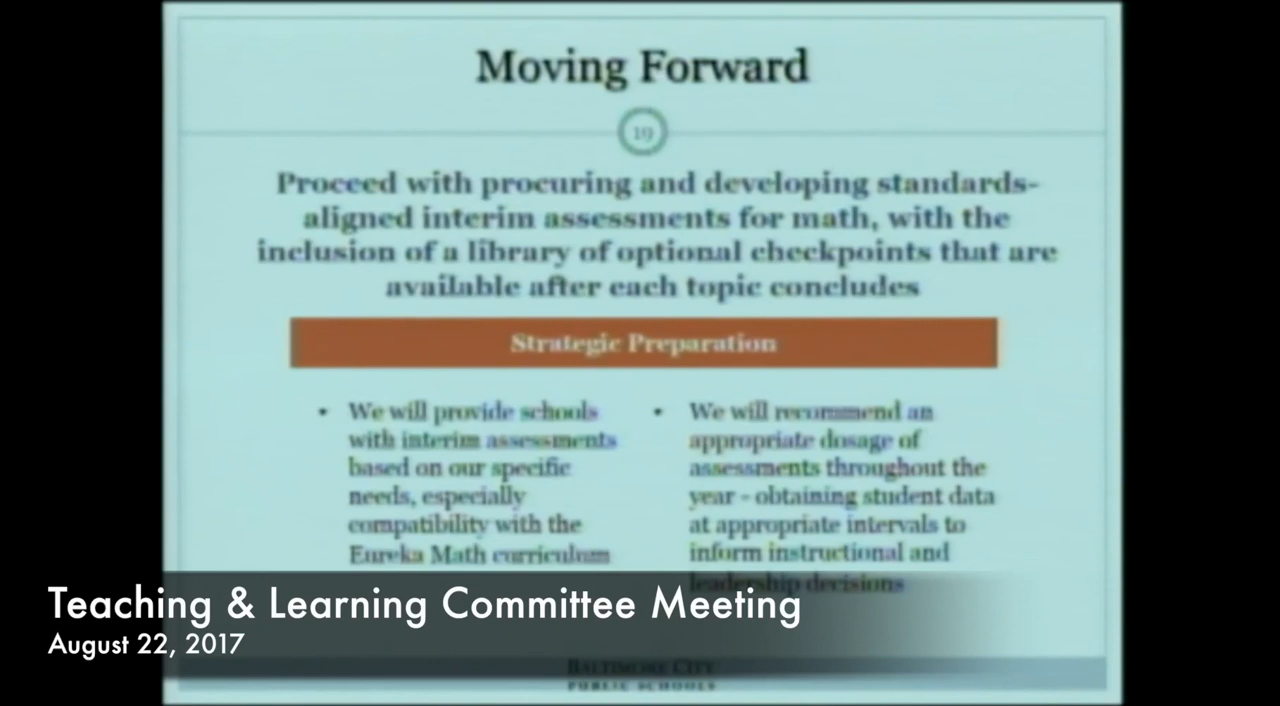 Moving Forward
19
Proceed with procuring and developing standards-
aligned interim assessments for math, with the
inclusion of a library of optional checkpoints that are
available after each topic concludes
Strategic Preparation
• We will provide schools
with interim assessments
based on our specific
needs, especially
compatibility with the
Eureka Math curriculum
• We will recommend an
appropriate dosage of
assessments throughout the
year - obtaining student data
at appropriate intervals to
inform instructional and
leadership decisions
Teaching & Learning Committee Meeting
August 22, 2017
BALTIMORE CITY
PUBLIC SCHOOLS